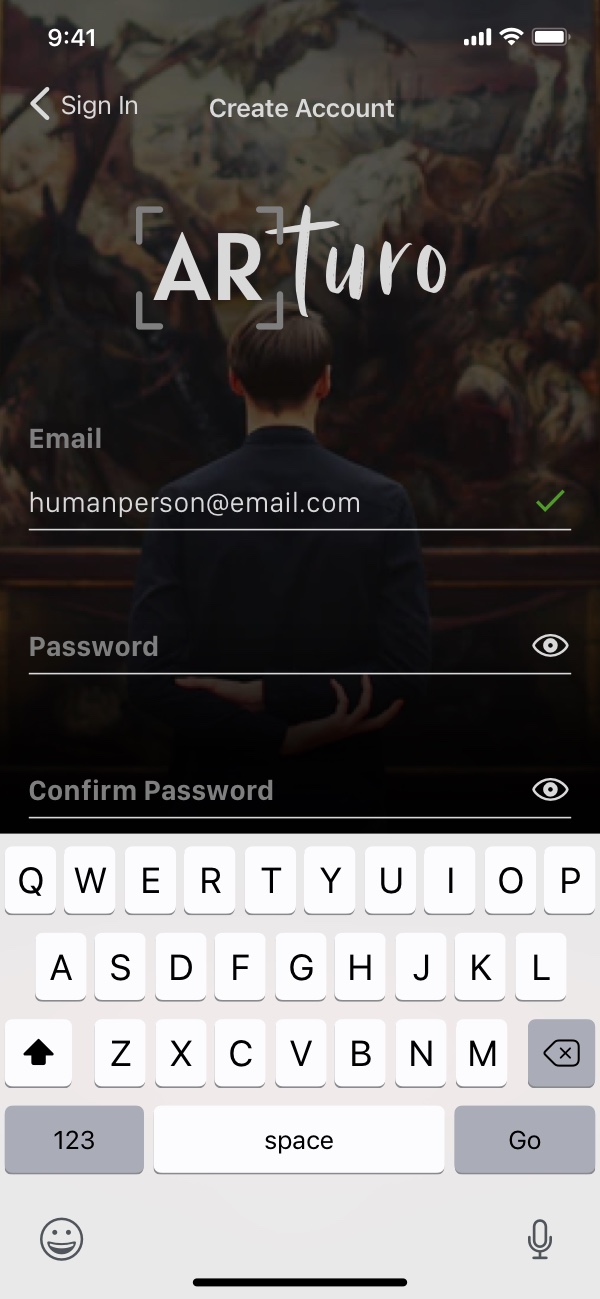 9:41
Sign In
Create Account
ARturo
Email
humanperson@email.com
Password
Confirm Password
Q W E R T Y U I O P
A S D F G H J K L
Z X C V B N M
123 space Go